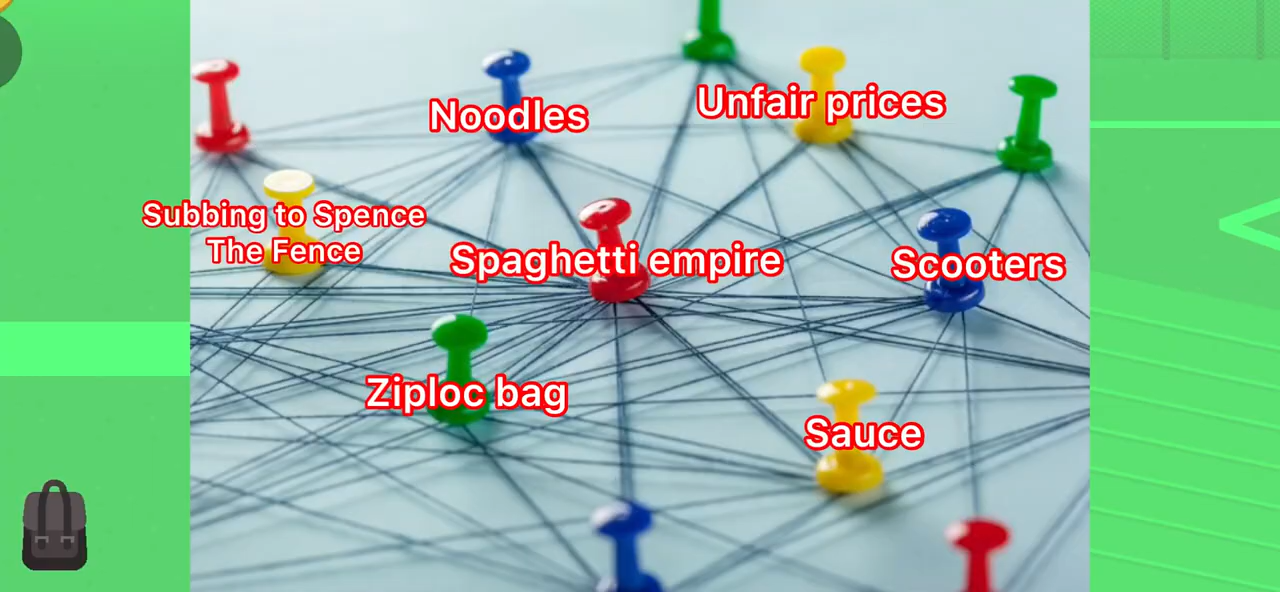 Noodles
Unfair prices
Subbing to Spence
The Fence
Spaghetti empire
Scooters
Ziploc bag
Sauce